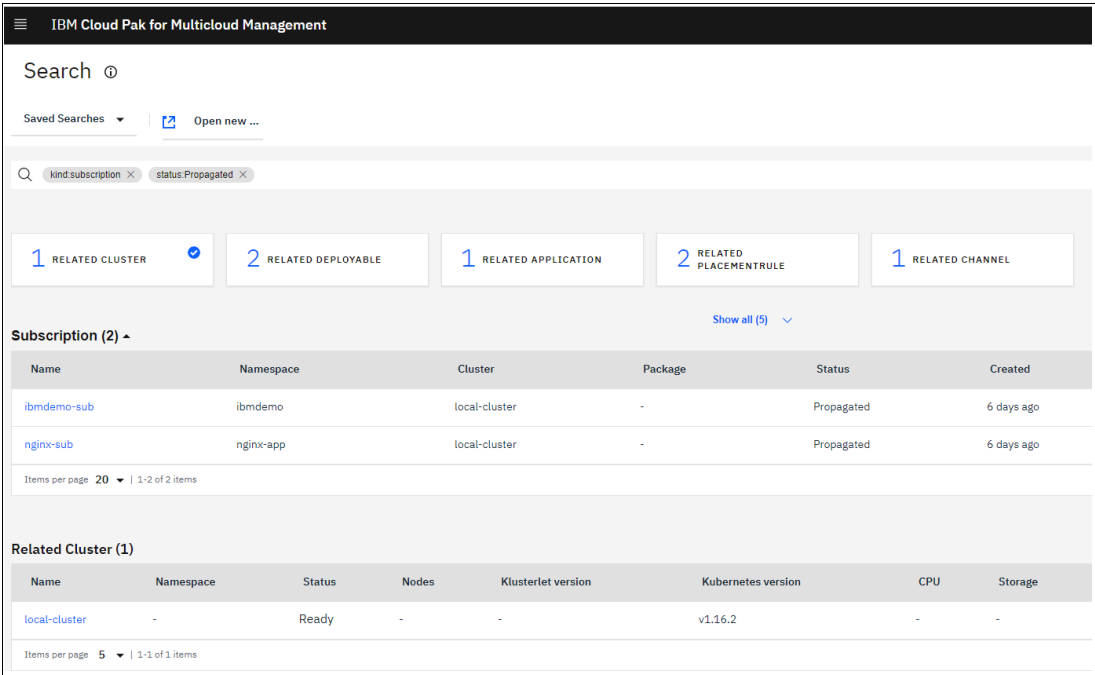 IBM Cloud Pak for Multicloud Management
Search
Saved Searches Open new ...
kind:subscription status:Propagated
1 RELATED CLUSTER 2 RELATED DEPLOYABLE 1 RELATED APPLICATION 2 RELATED PLACEMENTRULE 1 RELATED CHANNEL
Show all (5)
Subscription (2)
Name Namespace Cluster Package Status Created
ibmdemo-sub ibmdemo local-cluster - Propagated 6 days ago
nginx-sub nginx-app local-cluster - Propagated 6 days ago
Items per page 20 | 1-2 of 2 items
Related Cluster (1)
Name Namespace Status Nodes Klusterlet version Kubernetes version CPU Storage
local-cluster - Ready - - v1.16.2 - -
Items per page 5 | 1-1 of 1 items